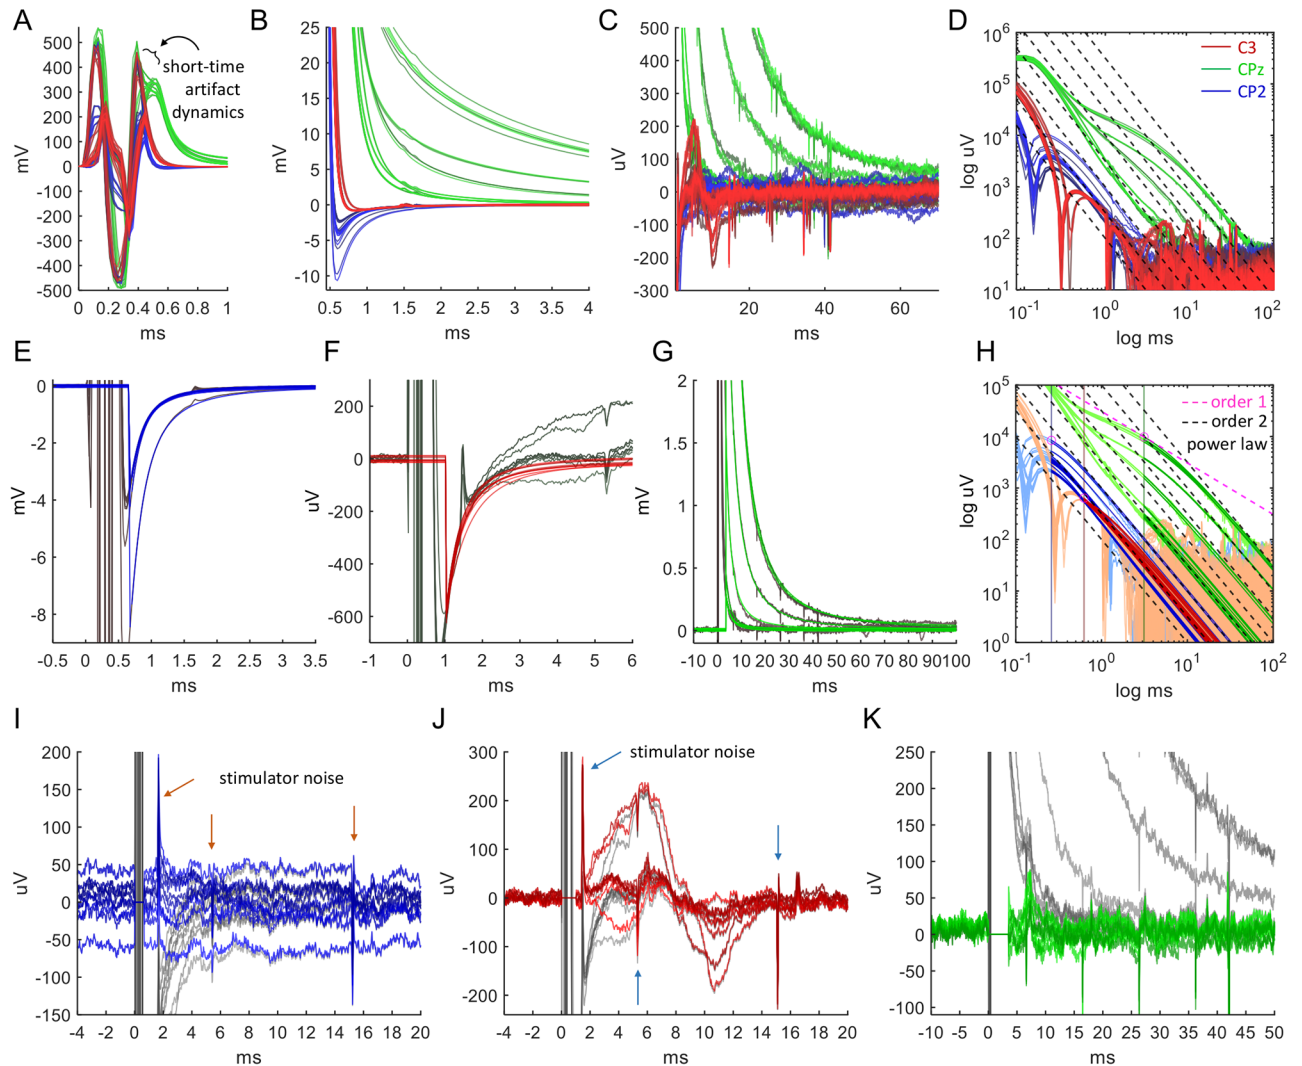 A
500
400
300
200
100
0
-100
-200
-300
-400
-500
mV
0 0.2 0.4 0.6 0.8 1
ms
short-time
artifact
dynamics
B
25
20
15
10
5
0
-5
-10
mV
0.5 1 1.5 2 2.5 3 3.5 4
ms
C
500
400
300
200
100
0
-100
-200
-300
uV
20 40 60
ms
D
10^6
10^5
10^4
10^3
10^2
10^1
log uV
10^-1 10^0 10^1 10^2
log ms
C3
CPz
CP2
E
0
-2
-4
-6
-8
mV
-0.5 0 0.5 1 1.5 2 2.5 3 3.5
ms
F
200
0
-200
-400
-600
uV
-1 0 1 2 3 4 5 6
ms
G
2
1.5
1
0.5
0
mV
-10 0 10 20 30 40 50 60 70 80 90 100
ms
H
10^5
10^4
10^3
10^2
10^1
10^0
log uV
10^-1 10^0 10^1 10^2
log ms
order 1
order 2
power law
I
200
150
100
50
0
-50
-100
-150
uV
-4 -2 0 2 4 6 8 10 12 14 16 18 20
ms
stimulator noise
J
300
200
100
0
-100
-200
uV
-4 -2 0 2 4 6 8 10 12 14 16 18 20
ms
stimulator noise
K
250
200
150
100
50
0
-50
-100
uV
-10 -5 0 5 10 15 20 25 30 35 40 45 50
ms